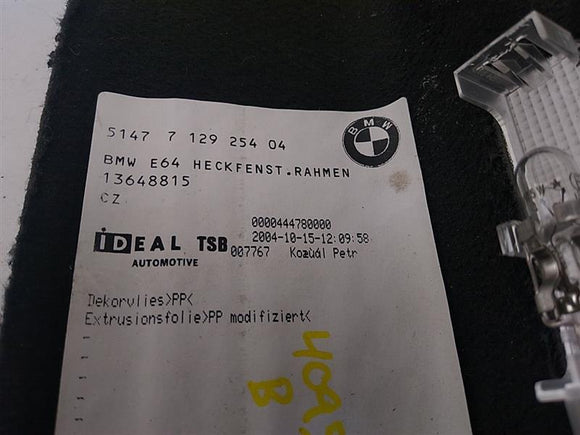 5147 7 129 254 04
BMW
BMW E64 HECKFENST.RAHMEN
13648815
CZ
0000444780000
IDEAL TSB 2004-10-15-12:09:58
AUTOMOTIVE 007767 Kozùál Petr
Dekorvlies>PP<
Extrusionsfolie>PP modifiziert<
B